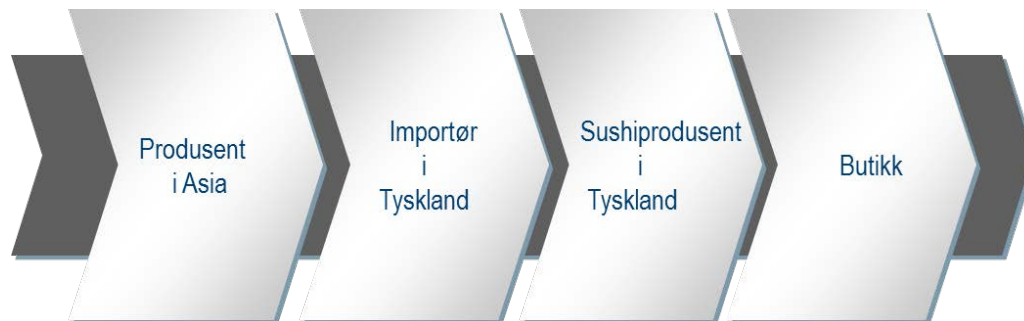 Produsent
i Asia
Importør
i
Tyskland
Sushiprodusent
i
Tyskland
Butikk